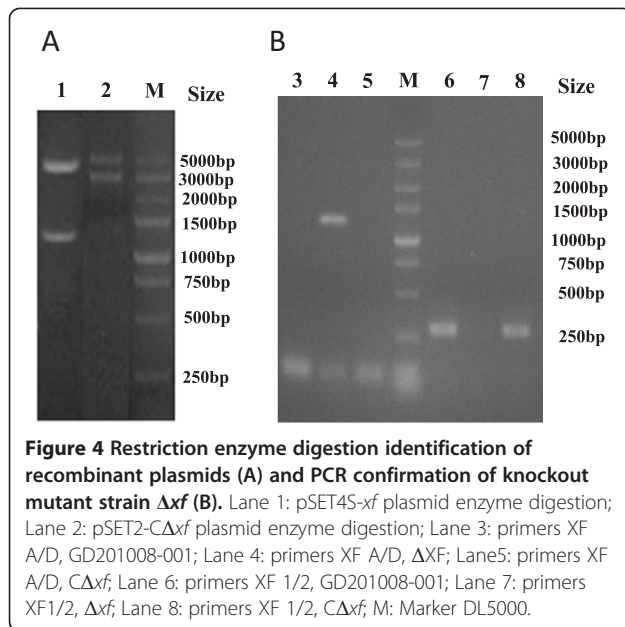 A
B
1 2 M Size
5000bp
3000bp
2000bp
1500bp
1000bp
750bp
500bp
250bp
3 4 5 M 6 7 8 Size
5000bp
3000bp
2000bp
1500bp
1000bp
750bp
500bp
250bp
Figure 4 Restriction enzyme digestion identification of
recombinant plasmids (A) and PCR confirmation of knockout
mutant strain Δxf (B). Lane 1: pSET4S-xf plasmid enzyme digestion;
Lane 2: pSET2-CΔxf plasmid enzyme digestion; Lane 3: primers XF
A/D, GD201008-001; Lane 4: primers XF A/D, ΔXF; Lane5: primers XF
A/D, CΔxf; Lane 6: primers XF 1/2, GD201008-001; Lane 7: primers
XF1/2, Δxf; Lane 8: primers XF 1/2, CΔxf; M: Marker DL5000.